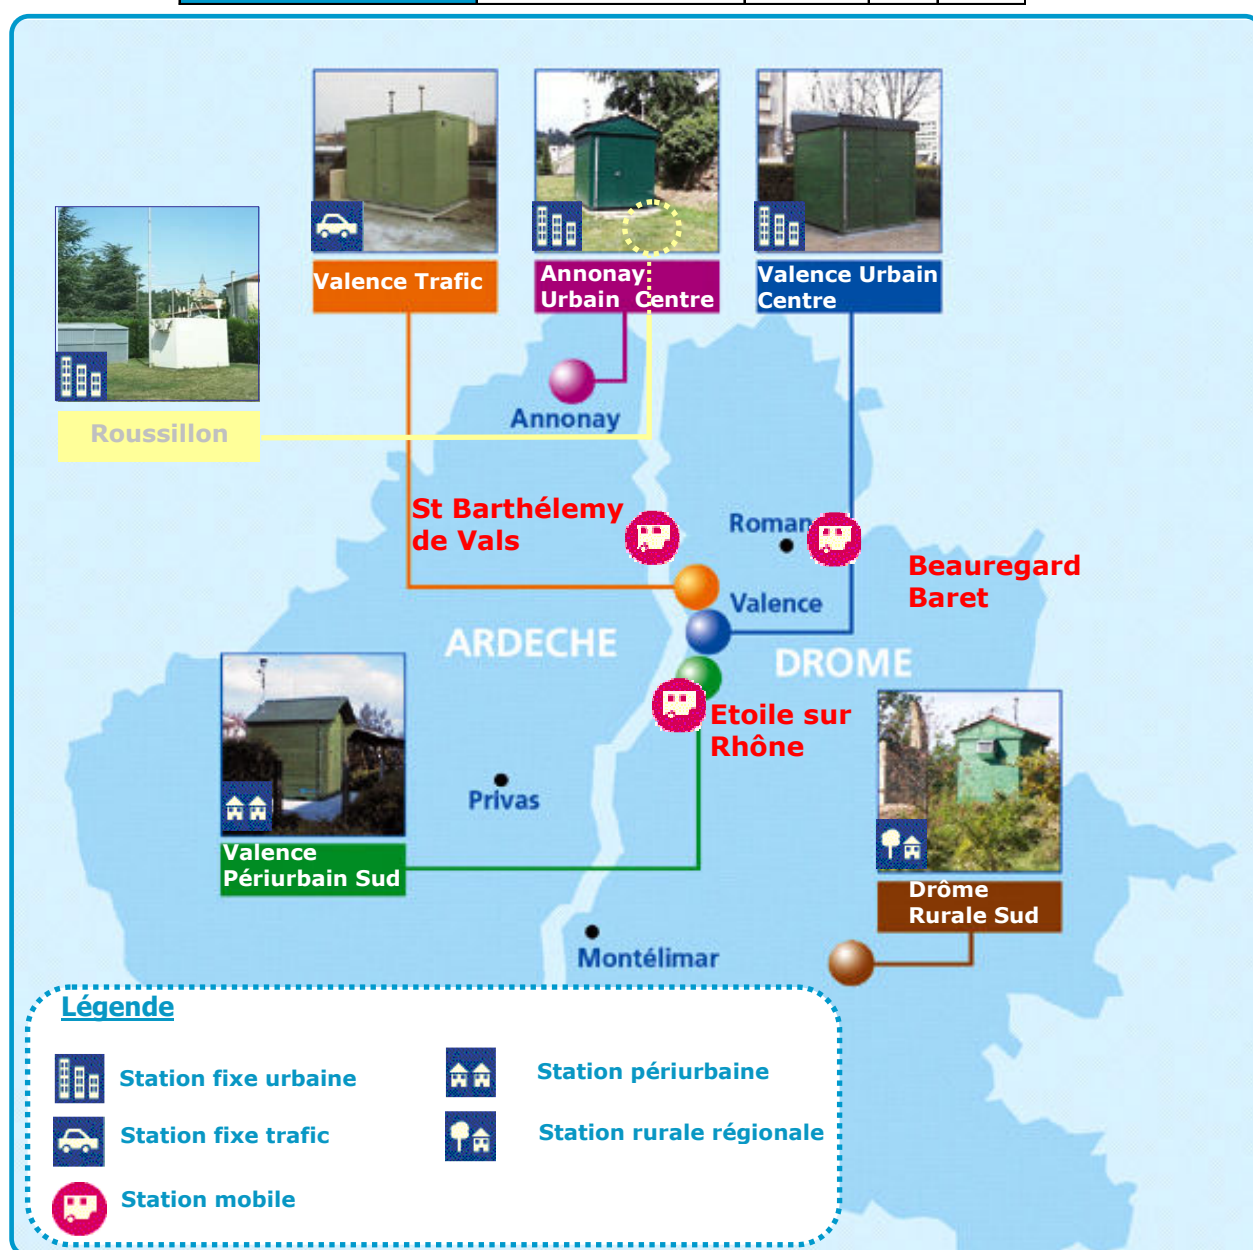 Valence Trafic
Annonay
Urbain Centre
Valence Urbain
Centre
Roussillon
Annonay
St Barthélemy
de Vals
Roman
Beauregard
Baret
Valence
ARDECHE
DROME
Etoile sur
Rhône
Privas
Valence
Périurbain Sud
Drôme
Rurale Sud
Montélimar
Légende
Station fixe urbaine
Station périurbaine
Station fixe trafic
Station rurale régionale
Station mobile